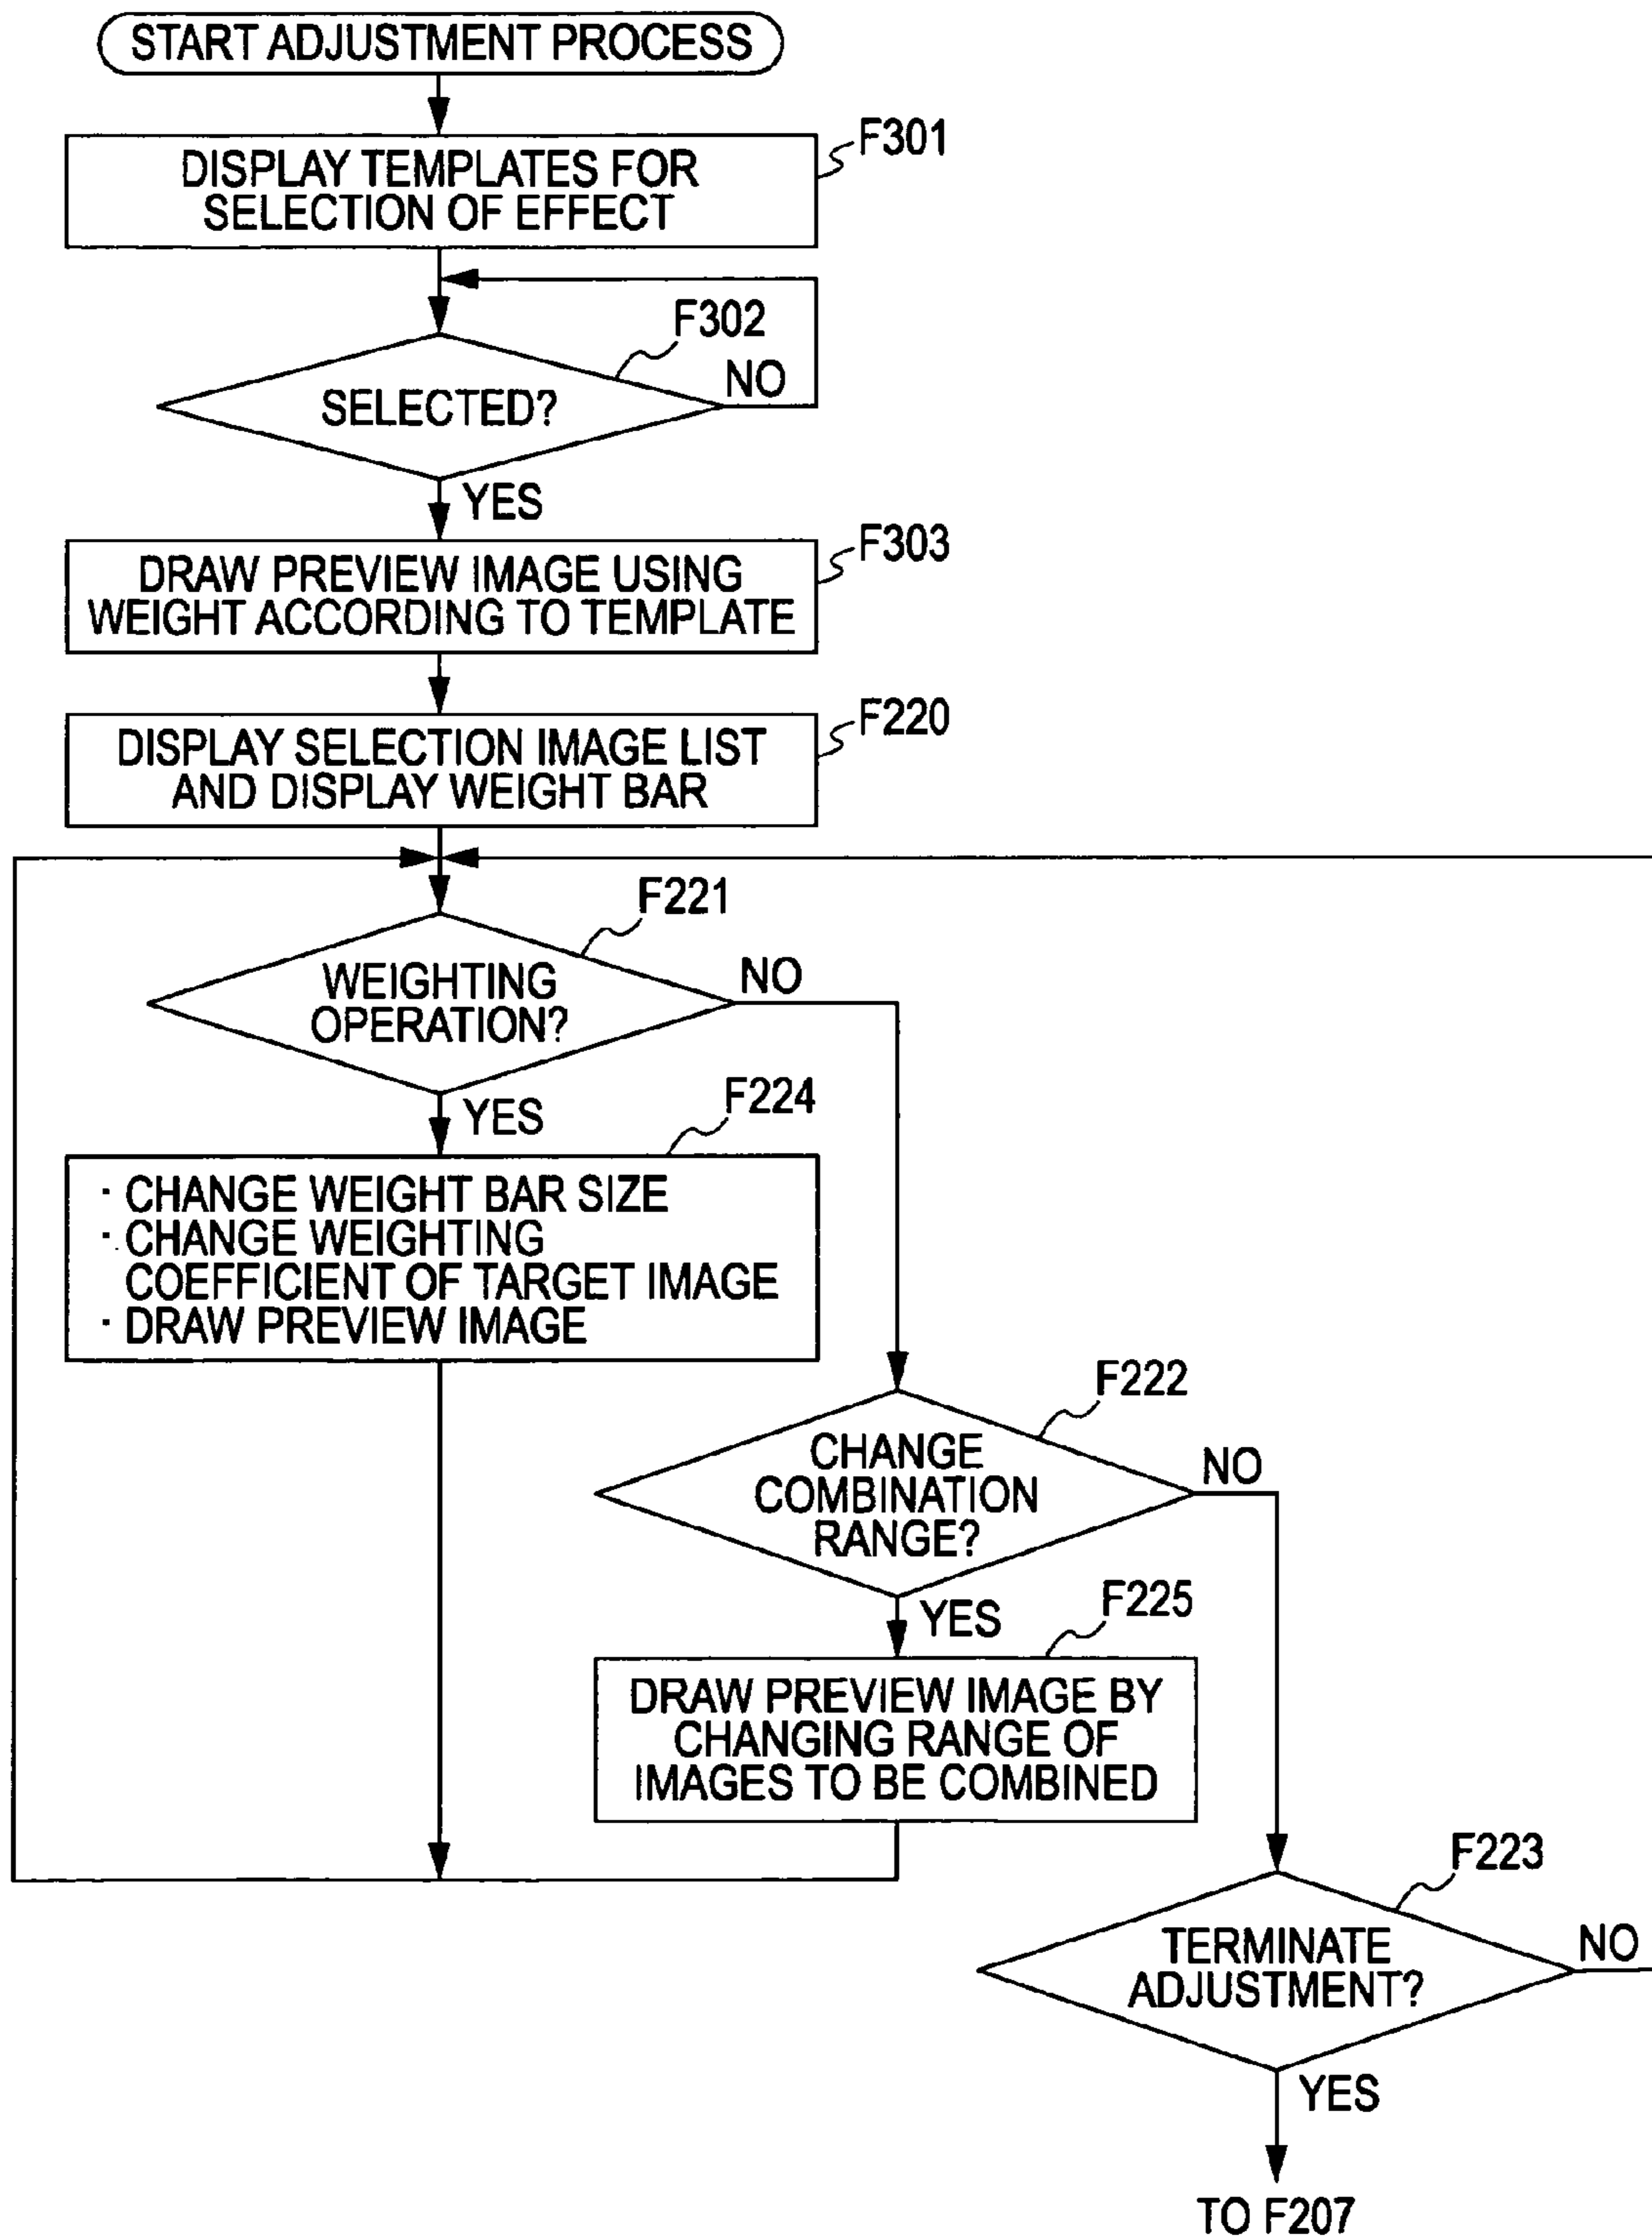 START ADJUSTMENT PROCESS
F301
DISPLAY TEMPLATES FOR
SELECTION OF EFFECT
F302
NO
SELECTED?
YES
F303
DRAW PREVIEW IMAGE USING
WEIGHT ACCORDING TO TEMPLATE
F220
DISPLAY SELECTION IMAGE LIST
AND DISPLAY WEIGHT BAR
F221
NO
WEIGHTING
OPERATION?
YES
F224
· CHANGE WEIGHT BAR SIZE
· CHANGE WEIGHTING
COEFFICIENT OF TARGET IMAGE
· DRAW PREVIEW IMAGE
F222
NO
CHANGE
COMBINATION
RANGE?
YES
F225
DRAW PREVIEW IMAGE BY
CHANGING RANGE OF
IMAGES TO BE COMBINED
F223
NO
TERMINATE
ADJUSTMENT?
YES
TO F207